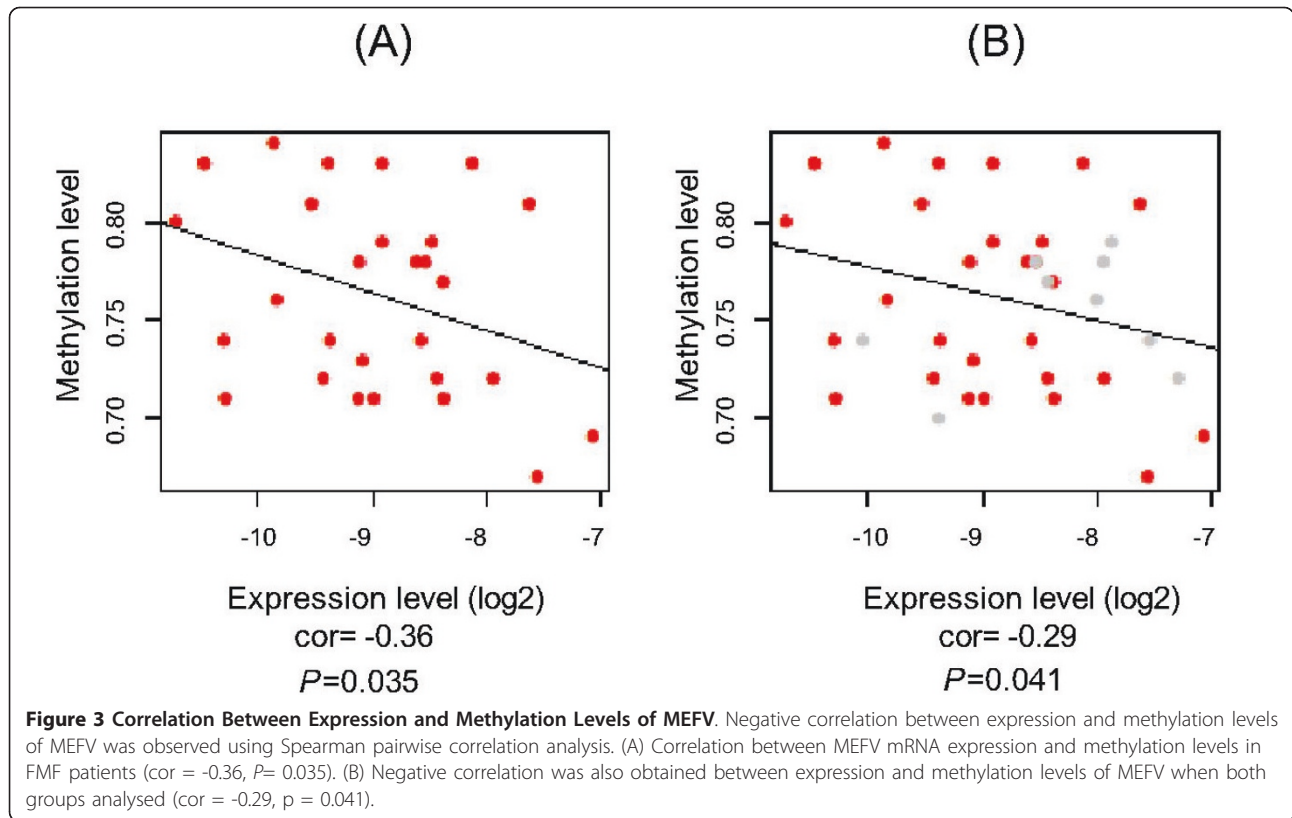 (A)
(B)
Methylation level
0.80
0.75
0.70
-10
-9
-8
-7
Expression level (log2)
cor= -0.36
P=0.035
Methylation level
0.80
0.75
0.70
-10
-9
-8
-7
Expression level (log2)
cor= -0.29
P=0.041
Figure 3 Correlation Between Expression and Methylation Levels of MEFV. Negative correlation between expression and methylation levels
of MEFV was observed using Spearman pairwise correlation analysis. (A) Correlation between MEFV mRNA expression and methylation levels in
FMF patients (cor = -0.36, P= 0.035). (B) Negative correlation was also obtained between expression and methylation levels of MEFV when both
groups analysed (cor = -0.29, p = 0.041).